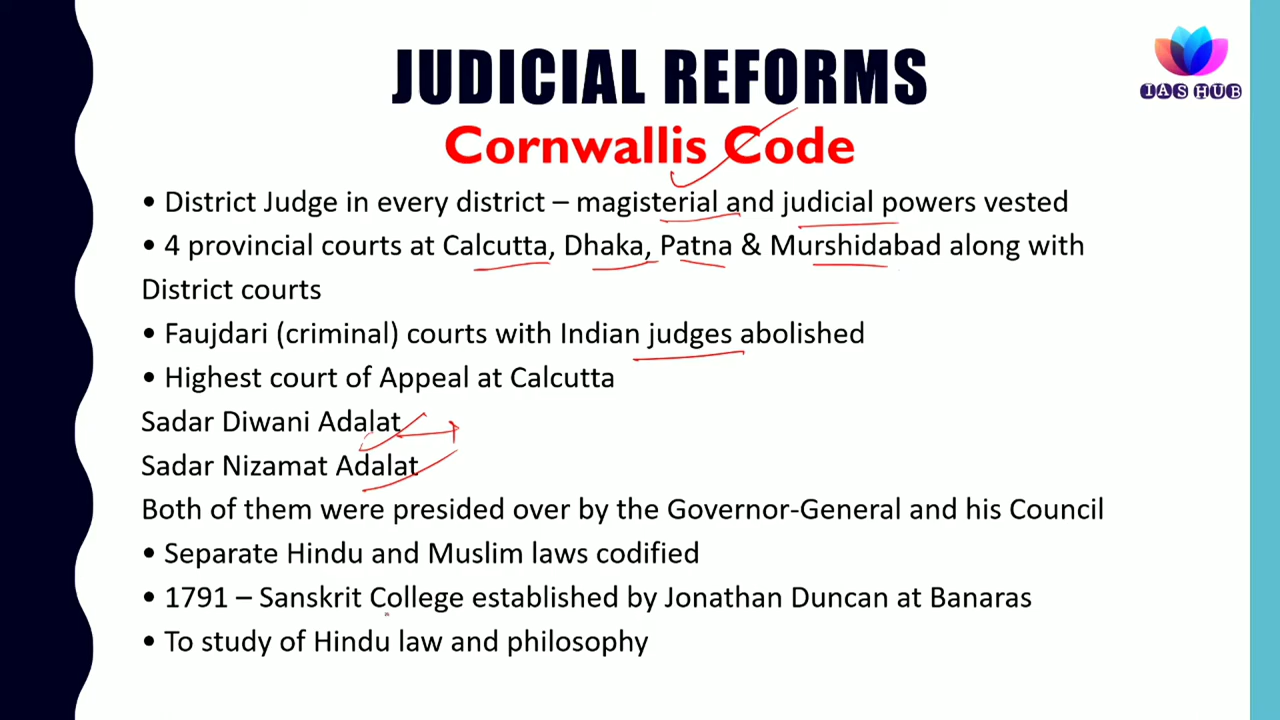 JUDICIAL REFORMS
IAS HUB
Cornwallis Code
• District Judge in every district – magisterial and judicial powers vested
• 4 provincial courts at Calcutta, Dhaka, Patna & Murshidabad along with
District courts
• Faujdari (criminal) courts with Indian judges abolished
• Highest court of Appeal at Calcutta
Sadar Diwani Adalat
Sadar Nizamat Adalat
Both of them were presided over by the Governor-General and his Council
• Separate Hindu and Muslim laws codified
• 1791 – Sanskrit College established by Jonathan Duncan at Banaras
• To study of Hindu law and philosophy